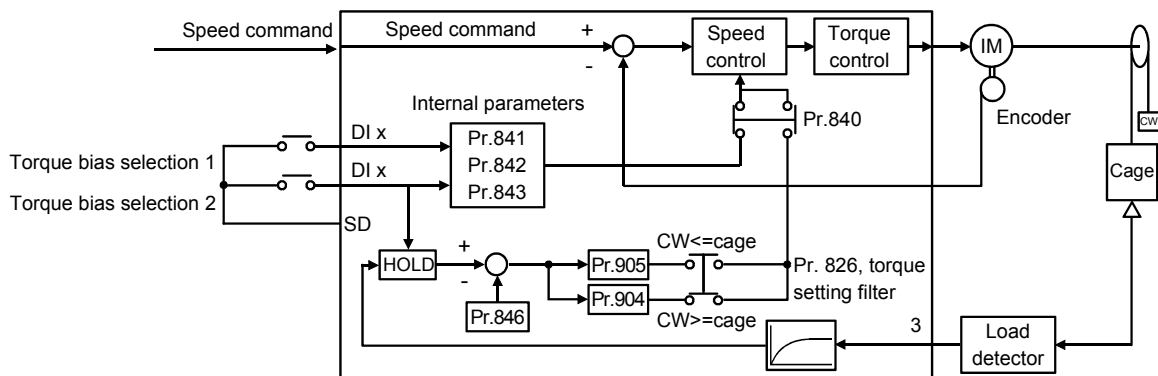 Speed command
Speed command
+
-
Speed
control
Torque
control
IM
Encoder
CW
Cage
Internal parameters
Pr.840
Torque bias selection 1
DI x
Pr.841
Pr.842
Pr.843
Torque bias selection 2
DI x
SD
HOLD
+
-
Pr.846
Pr.905
Pr.904
CW<=cage
CW>=cage
Pr. 826, torque
setting filter
3
Load
detector